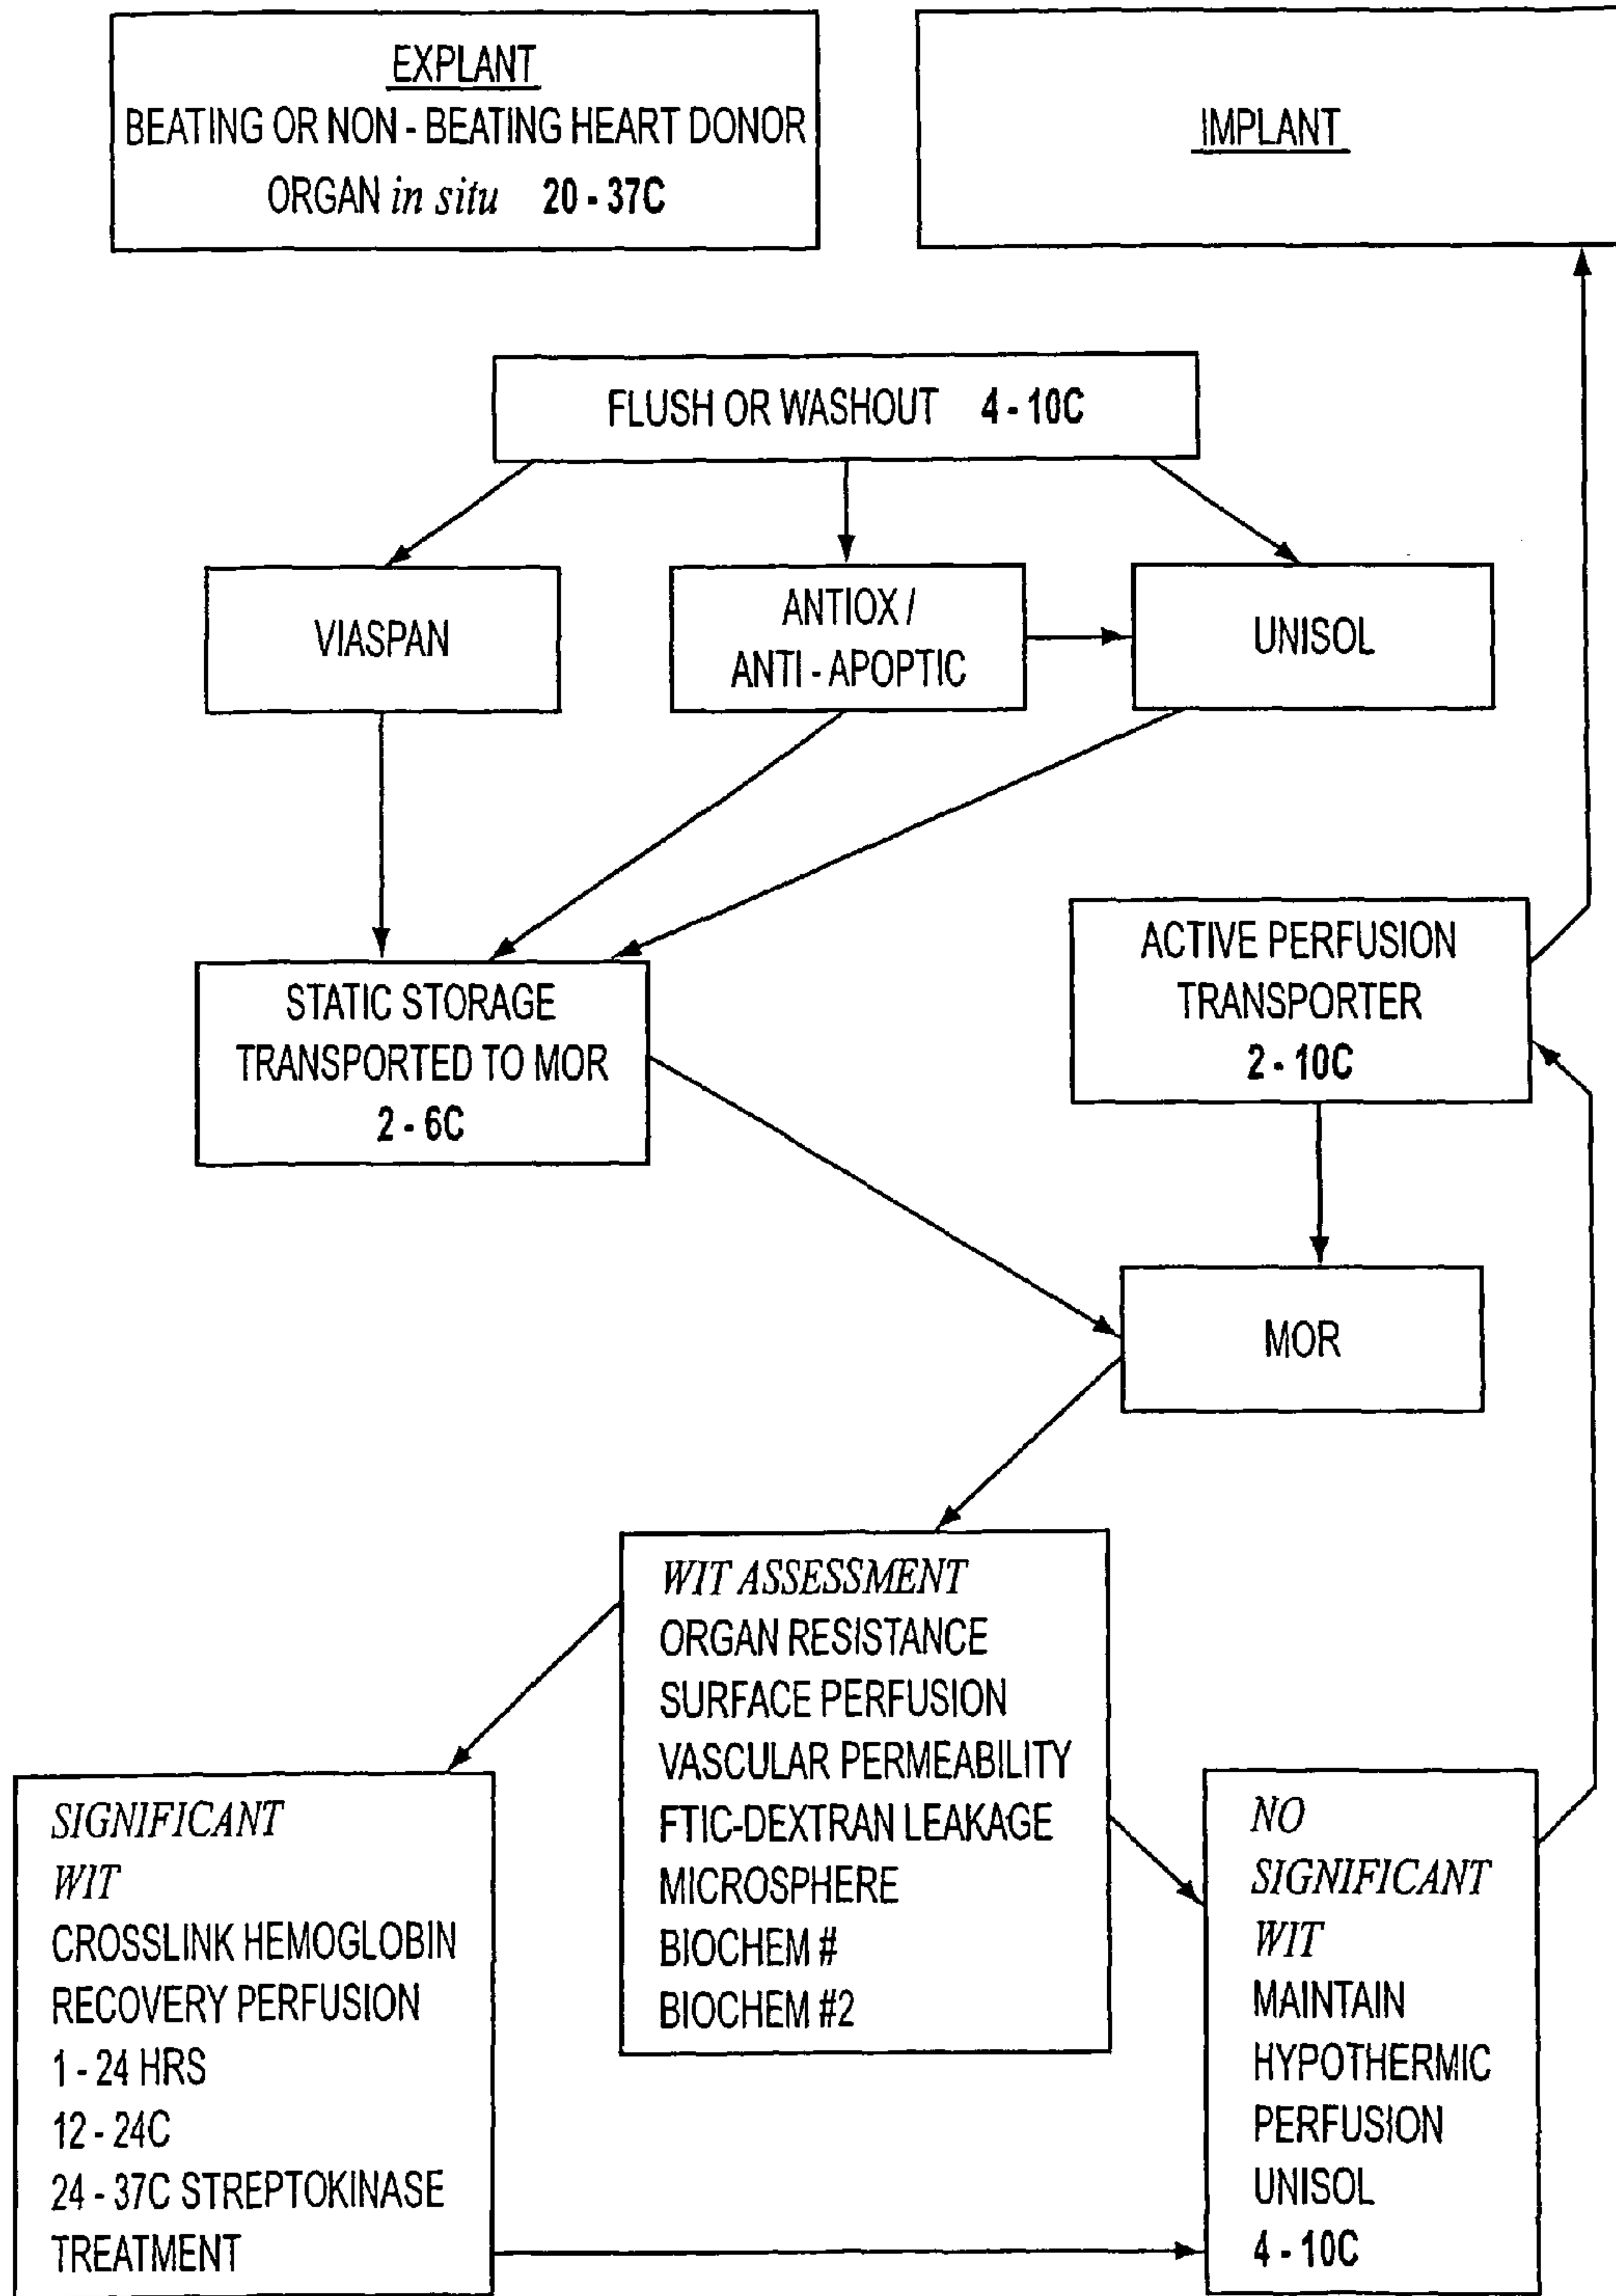 EXPLANT
BEATING OR NON - BEATING HEART DONOR
ORGAN in situ 20 - 37C
IMPLANT
FLUSH OR WASHOUT 4 - 10C
VIASPAN
ANTIOX /
ANTI - APOPTIC
UNISOL
STATIC STORAGE
TRANSPORTED TO MOR
2 - 6C
ACTIVE PERFUSION
TRANSPORTER
2 - 10C
MOR
WIT ASSESSMENT
ORGAN RESISTANCE
SURFACE PERFUSION
VASCULAR PERMEABILITY
FTIC-DEXTRAN LEAKAGE
MICROSPHERE
BIOCHEM #
BIOCHEM #2
SIGNIFICANT
WIT
CROSSLINK HEMOGLOBIN
RECOVERY PERFUSION
1 - 24 HRS
12 - 24C
24 - 37C STREPTOKINASE
TREATMENT
NO
SIGNIFICANT
WIT
MAINTAIN
HYPOTHERMIC
PERFUSION
UNISOL
4 - 10C